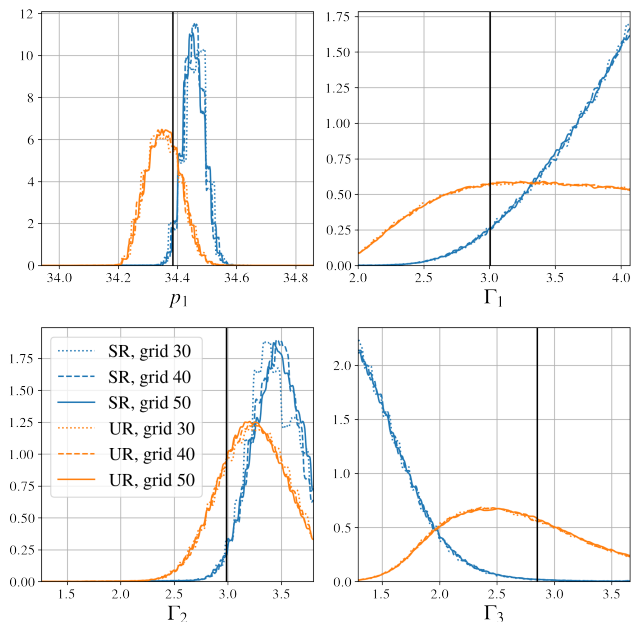 12
10
8
6
4
2
0
34.0 34.2 34.4 34.6 34.8
p₁
1.75
1.50
1.25
1.00
0.75
0.50
0.25
0.00
2.0 2.5 3.0 3.5 4.0
Γ₁
1.75
1.50
1.25
1.00
0.75
0.50
0.25
0.00
SR, grid 30
SR, grid 40
SR, grid 50
UR, grid 30
UR, grid 40
UR, grid 50
1.5 2.0 2.5 3.0 3.5
Γ₂
2.0
1.5
1.0
0.5
0.0
1.5 2.0 2.5 3.0 3.5
Γ₃